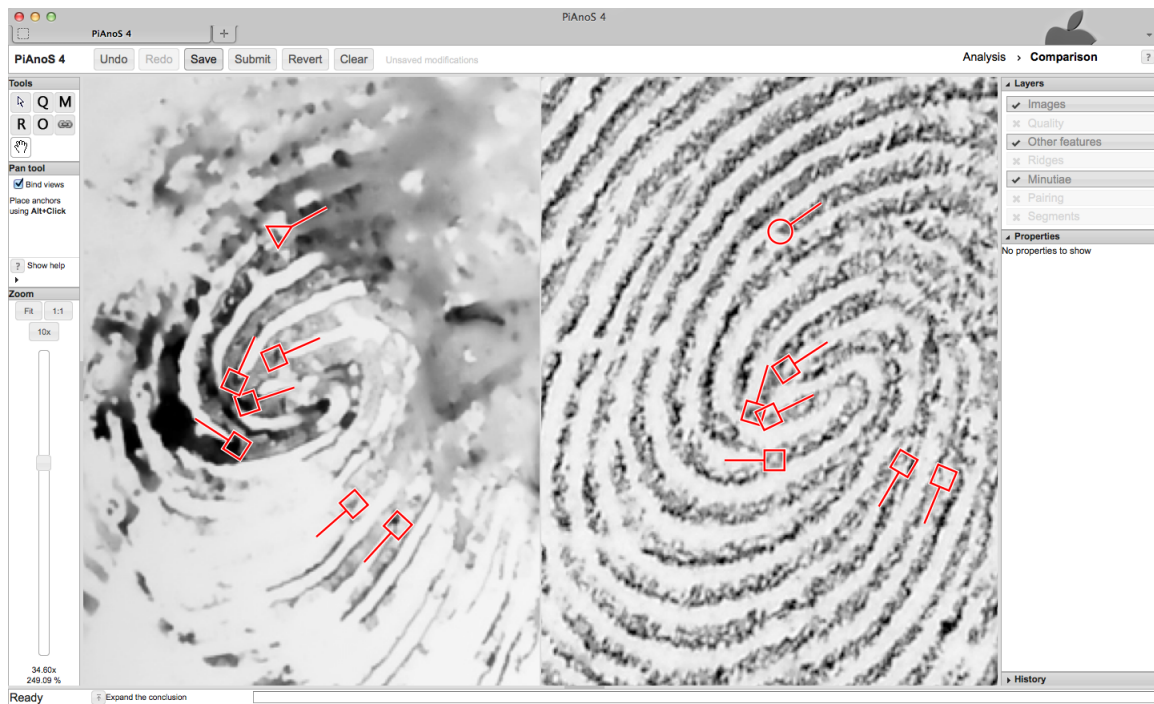 PiAnoS 4
PiAnoS 4
PiAnoS 4
Undo
Redo
Save
Submit
Revert
Clear
Unsaved modifications
Analysis › Comparison
?
Tools
Q
M
R
O
Pan tool
Bind views
Place anchors
using Alt+Click
? Show help
Zoom
Fit
1:1
10x
34.60x
249.09 %
Layers
Images
Quality
Other features
Ridges
Minutiae
Pairing
Segments
Properties
No properties to show
History
Ready
Expand the conclusion